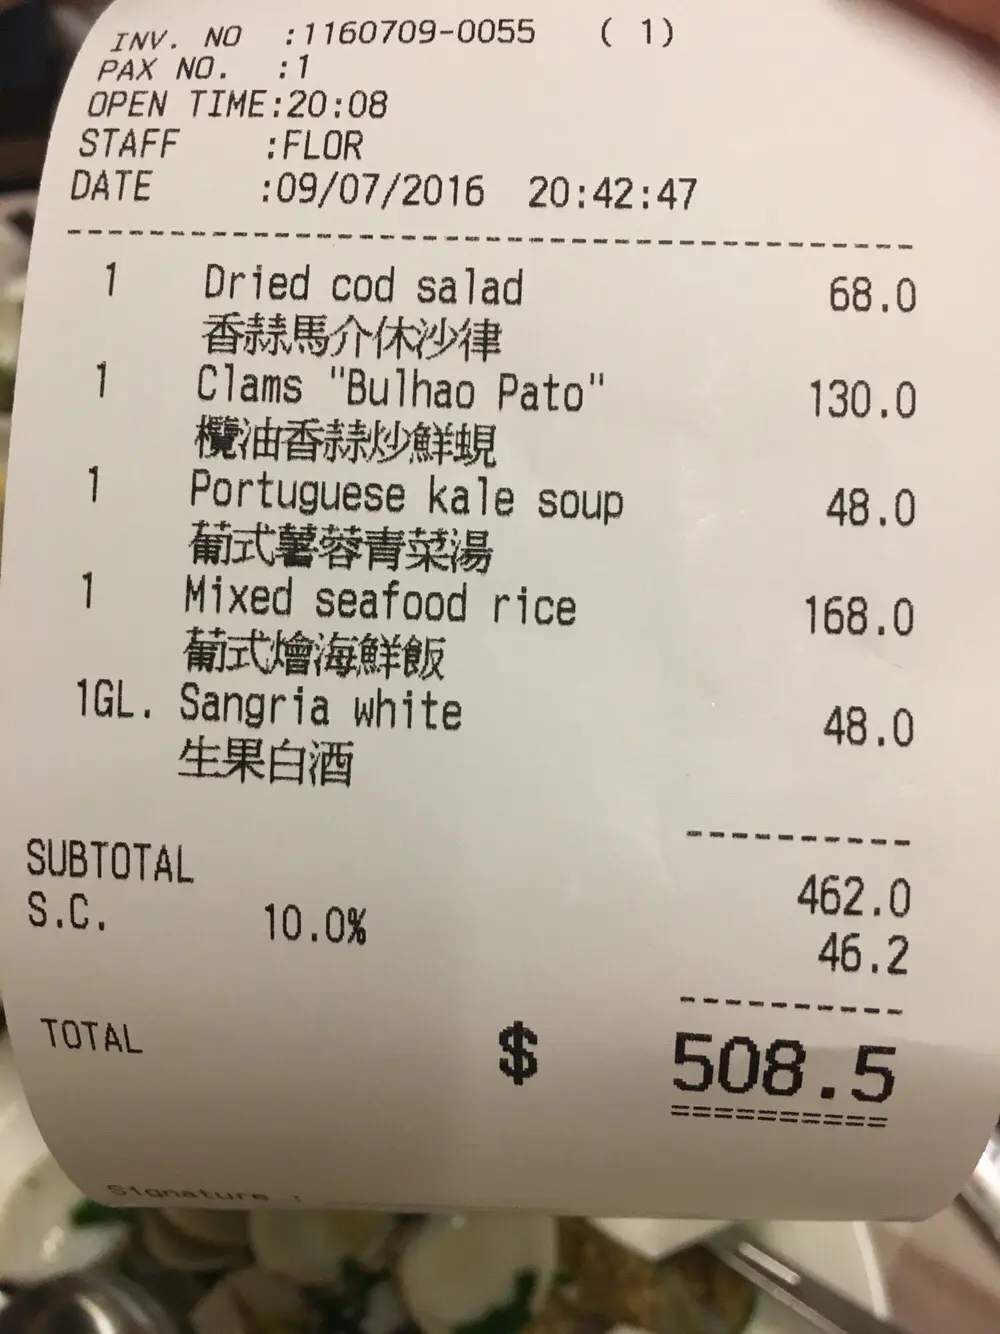 INV. NO :1160709-0055 ( 1)
PAX NO. :1
OPEN TIME:20:08
STAFF :FLOR
DATE :09/07/2016 20:42:47
1 Dried cod salad 68.0
香蒜馬介休沙律
1 Clams "Bulhao Pato" 130.0
欖油香蒜炒鮮蜆
1 Portuguese kale soup 48.0
葡式薯蓉青菜湯
1 Mixed seafood rice 168.0
葡式燴海鮮飯
1GL. Sangria white 48.0
生果白酒
SUBTOTAL 462.0
S.C. 10.0% 46.2
TOTAL $ 508.5
Signature :